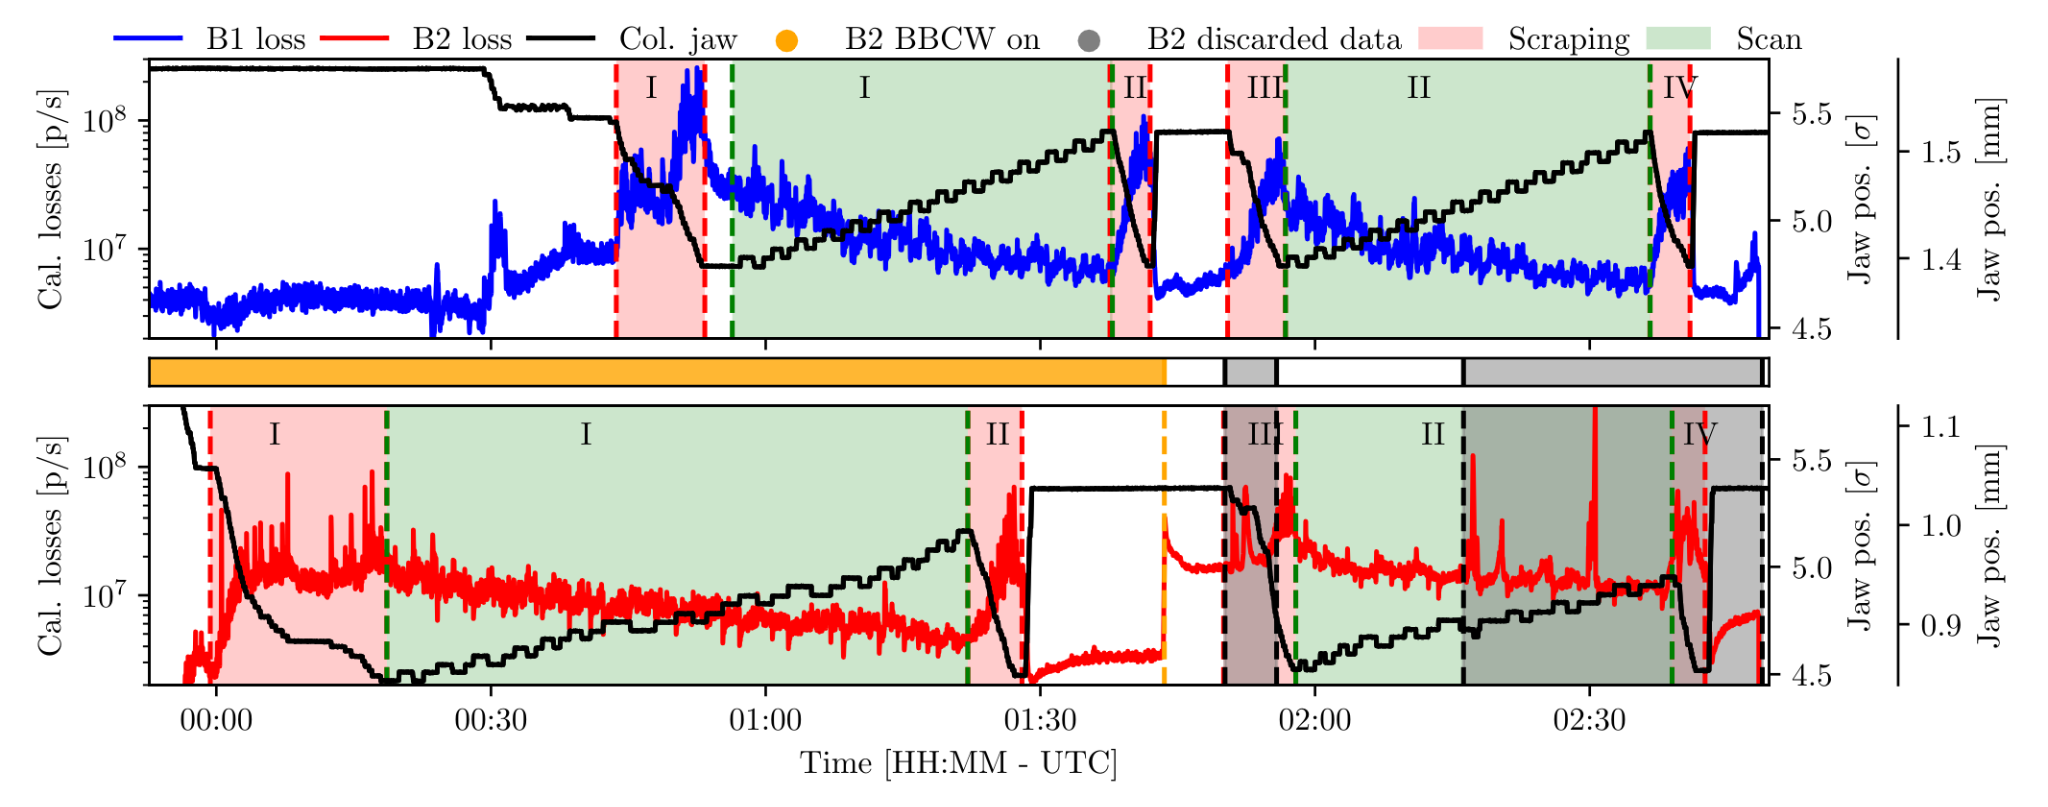 B1 loss B2 loss Col. jaw B2 BBCW on B2 discarded data Scraping Scan
I I II III II IV
Cal. losses [p/s]
10⁸
10⁷
5.5
5.0
4.5
Jaw pos. [σ]
1.5
1.4
Jaw pos. [mm]
I I II III II IV
Cal. losses [p/s]
10⁸
10⁷
5.5
5.0
4.5
Jaw pos. [σ]
1.1
1.0
0.9
Jaw pos. [mm]
00:00 00:30 01:00 01:30 02:00 02:30
Time [HH:MM - UTC]